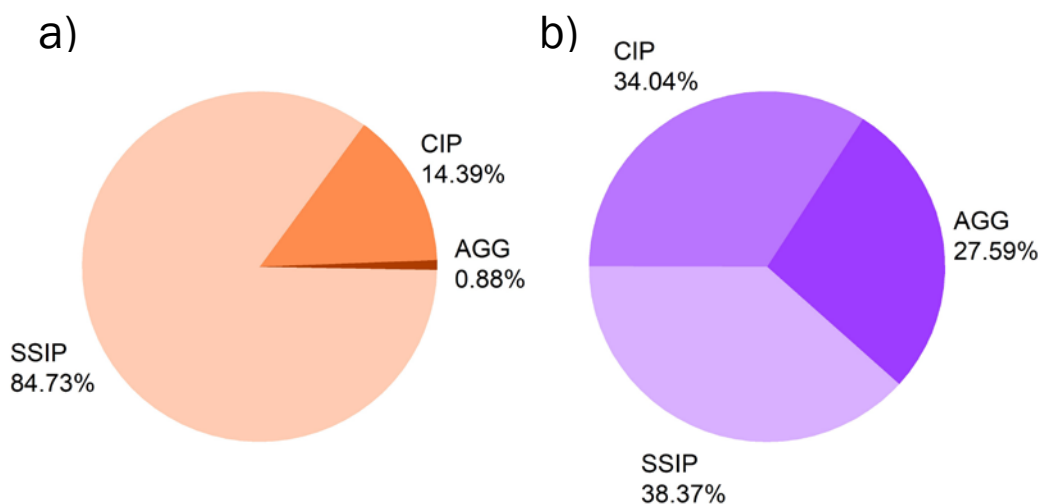 a)
CIP
14.39%
AGG
0.88%
SSIP
84.73%
b)
CIP
34.04%
AGG
27.59%
SSIP
38.37%